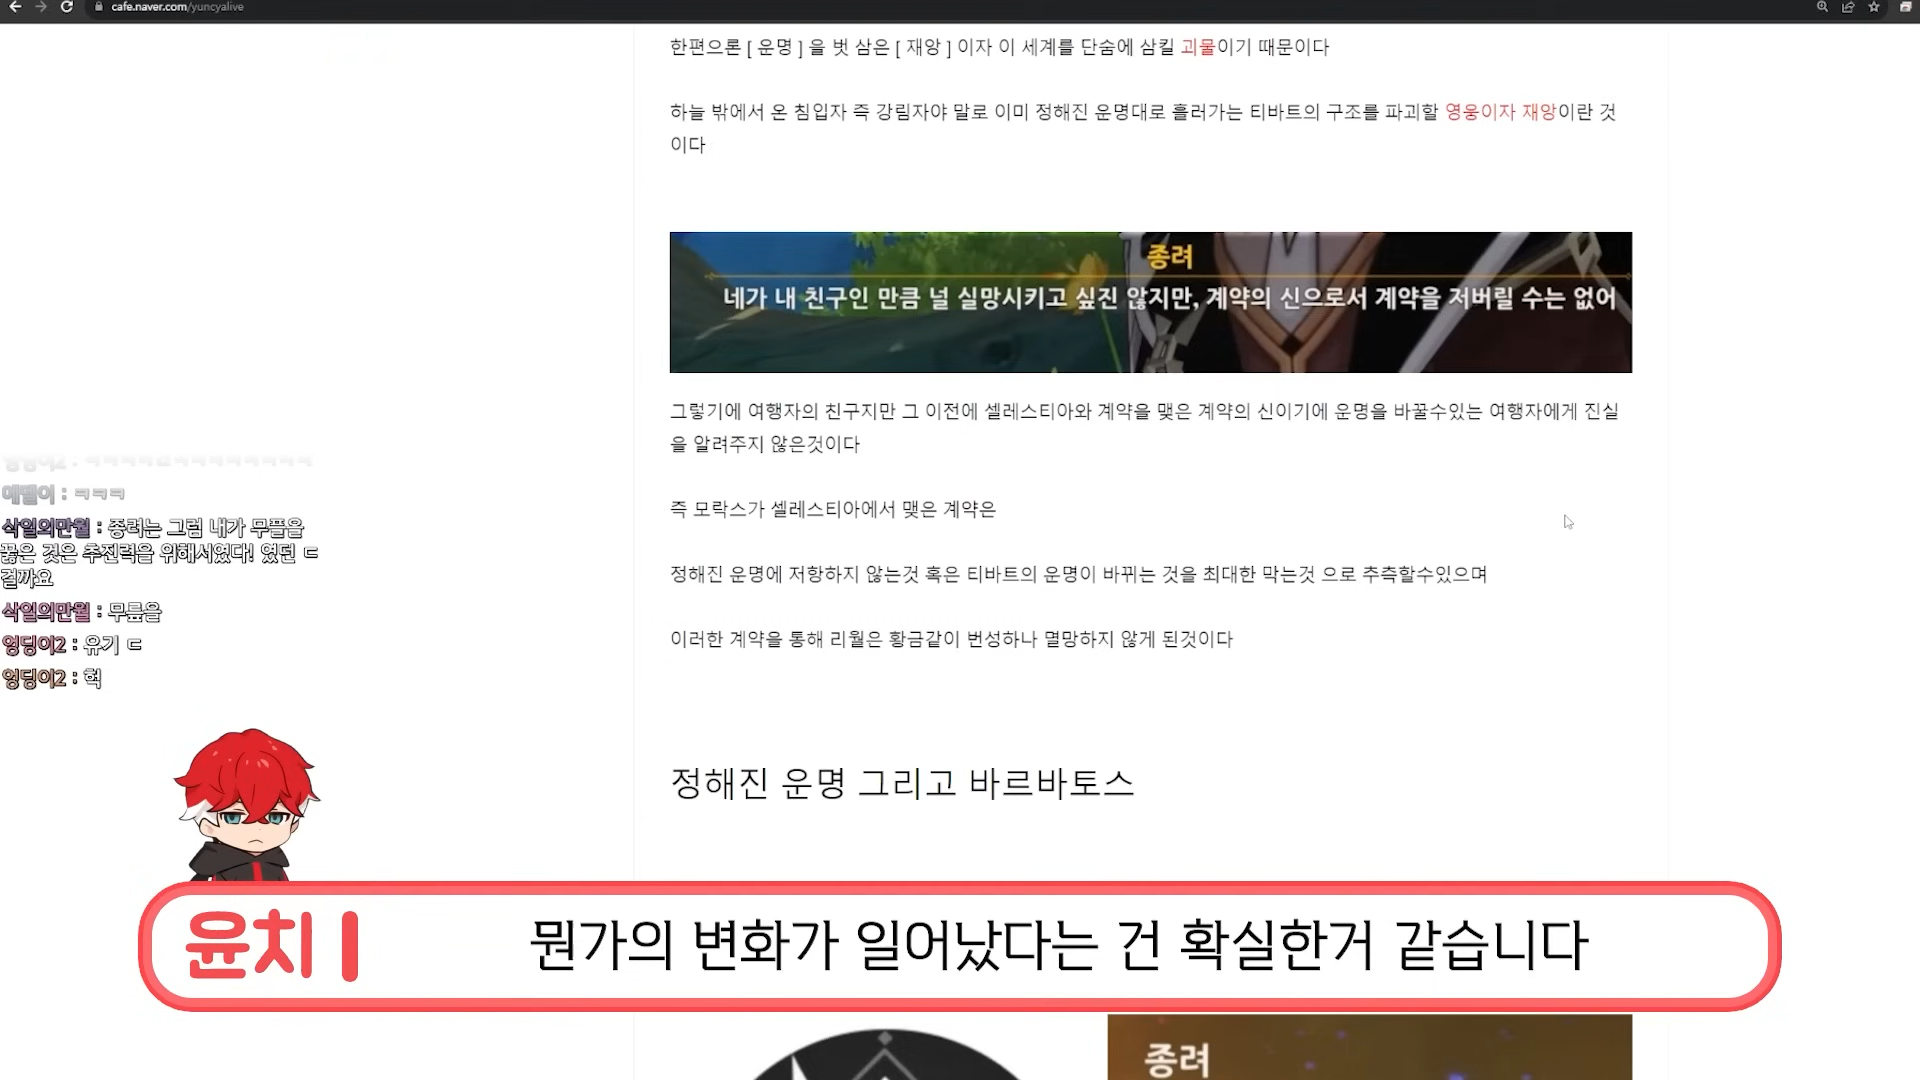 cafe.naver.com/yuncyalive
한편으론 [ 운명 ] 을 벗 삼은 [ 재앙 ] 이자 이 세계를 단숨에 삼킬 괴물이기 때문이다
하늘 밖에서 온 침입자 즉 강림자야 말로 이미 정해진 운명대로 흘러가는 티바트의 구조를 파괴할 영웅이자 재앙이란 것
이다
종려
네가 내 친구인 만큼 널 실망시키고 싶진 않지만, 계약의 신으로서 계약을 저버릴 수는 없어
그렇기에 여행자의 친구지만 그 이전에 셀레스티아와 계약을 맺은 계약의 신이기에 운명을 바꿀수있는 여행자에게 진실
을 알려주지 않은것이다
즉 모락스가 셀레스티아에서 맺은 계약은
정해진 운명에 저항하지 않는것 혹은 티바트의 운명이 바뀌는 것을 최대한 막는것 으로 추측할수있으며
이러한 계약을 통해 리월은 황금같이 번성하나 멸망하지 않게 된것이다
정해진 운명 그리고 바르바토스
: ㅋㅋㅋ
삭일의만월 : 종려는 그럼 내가 무플을
꿇은 것은 추진력을 위해서였다! 였던 ㄷ
걸까요
삭일의만월 : 무릎을
엉딩이2 : 유기 ㄷ
엉딩이2 : 헉
윤치
뭔가의 변화가 일어났다는 건 확실한거 같습니다
종려